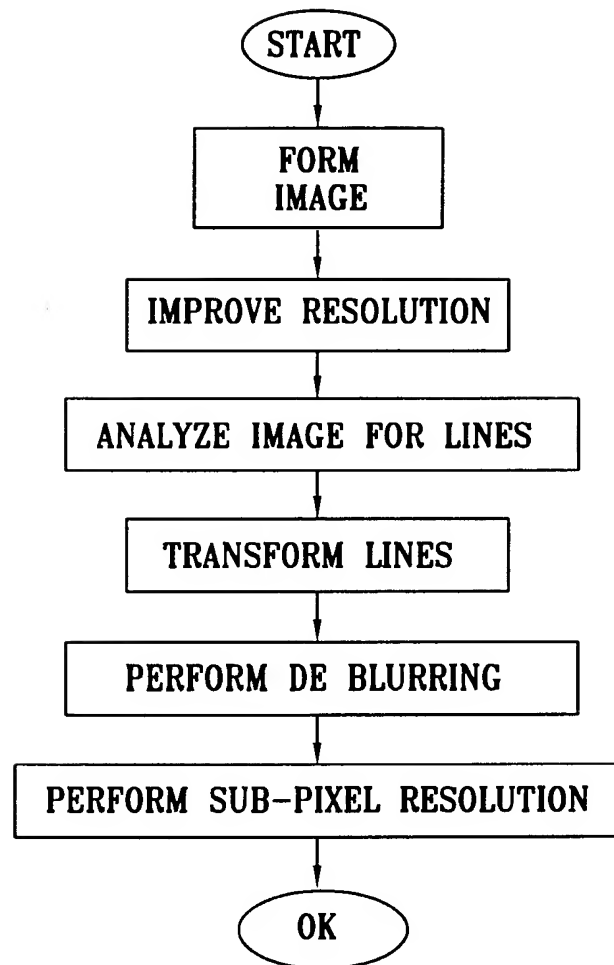 START
FORM
IMAGE
IMPROVE RESOLUTION
ANALYZE IMAGE FOR LINES
TRANSFORM LINES
PERFORM DE BLURRING
PERFORM SUB-PIXEL RESOLUTION
OK